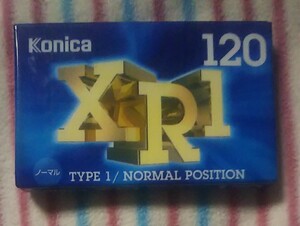 Konica
120
XR1
TYPE 1/ NORMAL POSITION
ノーマル